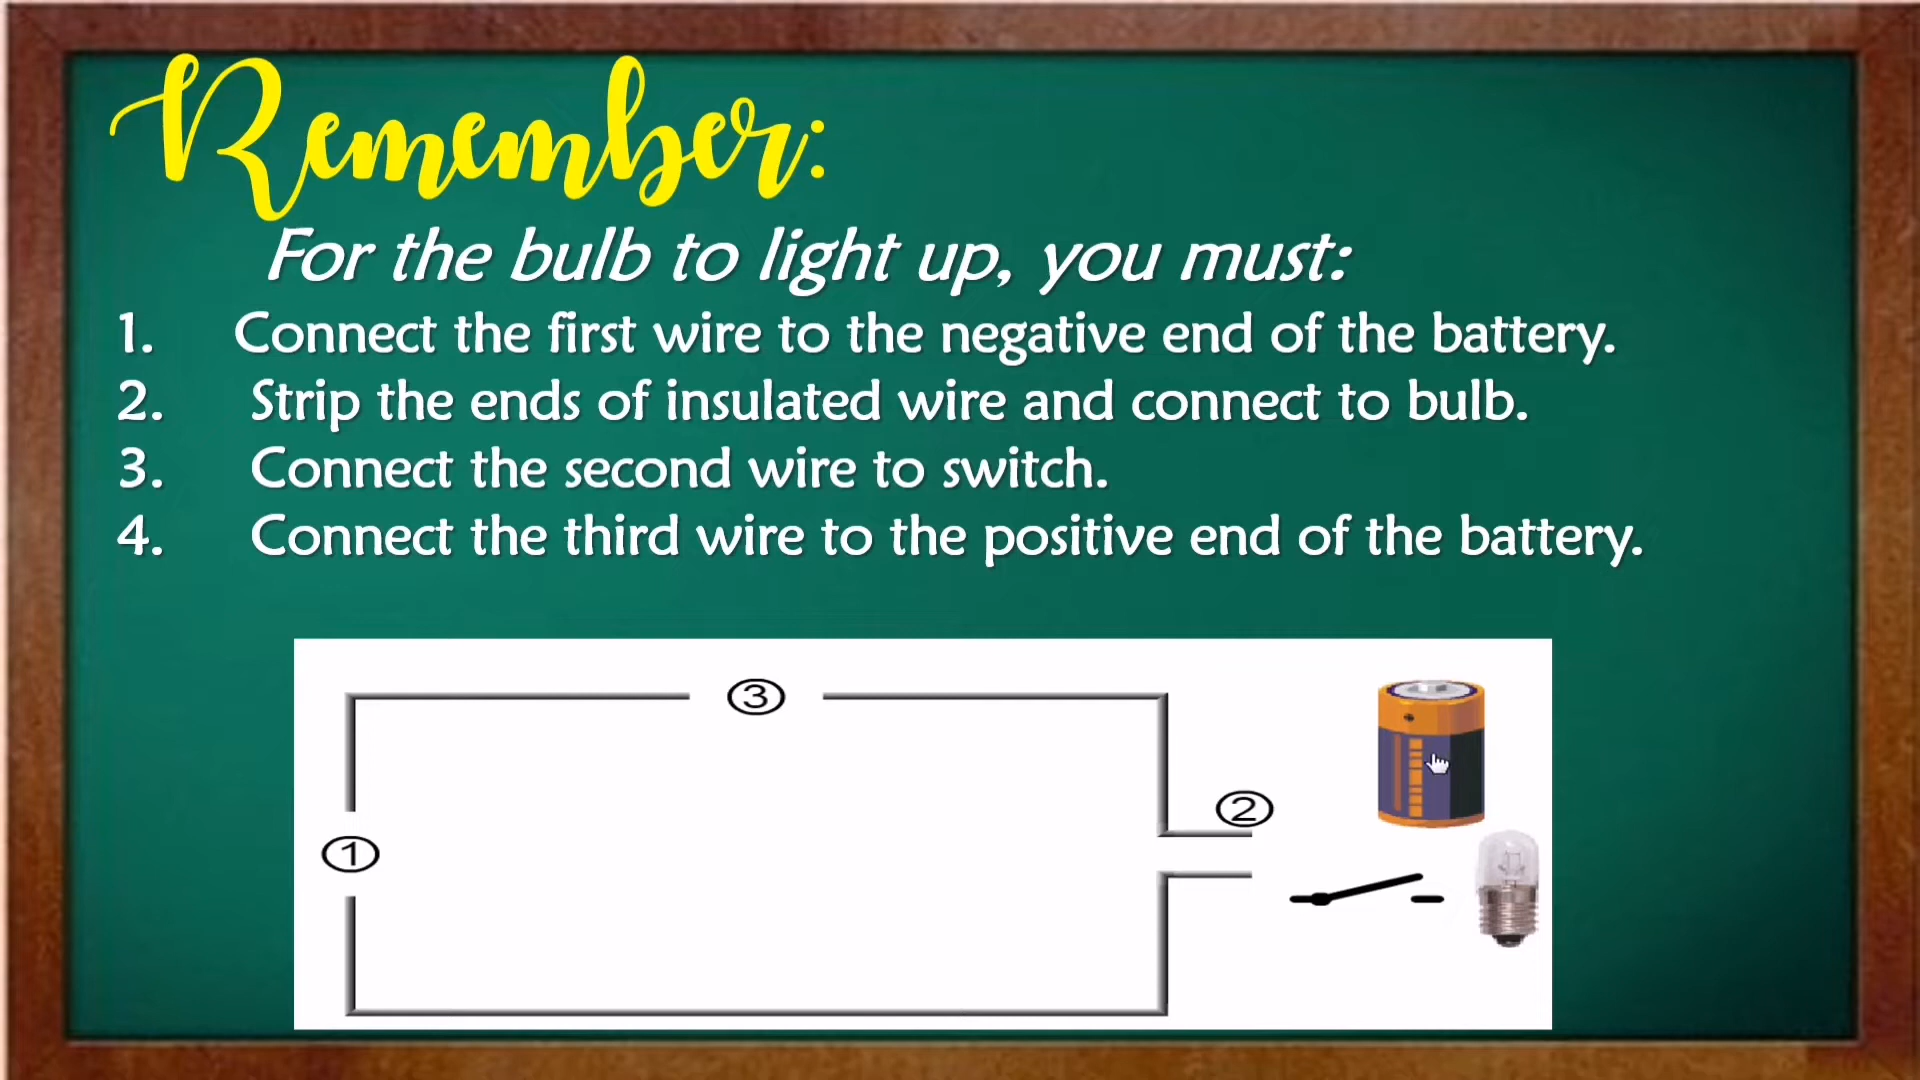 Remember:
For the bulb to light up, you must:
1. Connect the first wire to the negative end of the battery.
2. Strip the ends of insulated wire and connect to bulb.
3. Connect the second wire to switch.
4. Connect the third wire to the positive end of the battery.
3
2
1